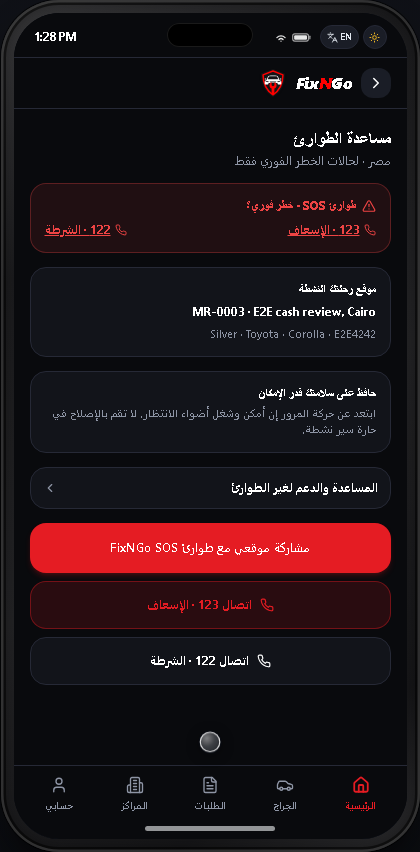 1:28 PM
EN
FixNGo
مساعدة الطوارئ
مصر · لحالات الخطر الفوري فقط
طوارئ SOS - خطر فوري؟
123 · الإسعاف
122 · الشرطة
موقع رحلتك النشطة
MR-0003 · E2E cash review, Cairo
Silver · Toyota · Corolla · E2E4242
حافظ على سلامتك قدر الإمكان
ابتعد عن حركة المرور إن أمكن وشغل أضواء الانتظار. لا تقم بالإصلاح في
حارة سير نشطة.
المساعدة والدعم لغير الطوارئ
مشاركة موقعي مع طوارئ FixNGo SOS
اتصال 123 · الإسعاف
اتصال 122 · الشرطة
الرئيسية
الجراج
الطلبات
المراكز
حسابي